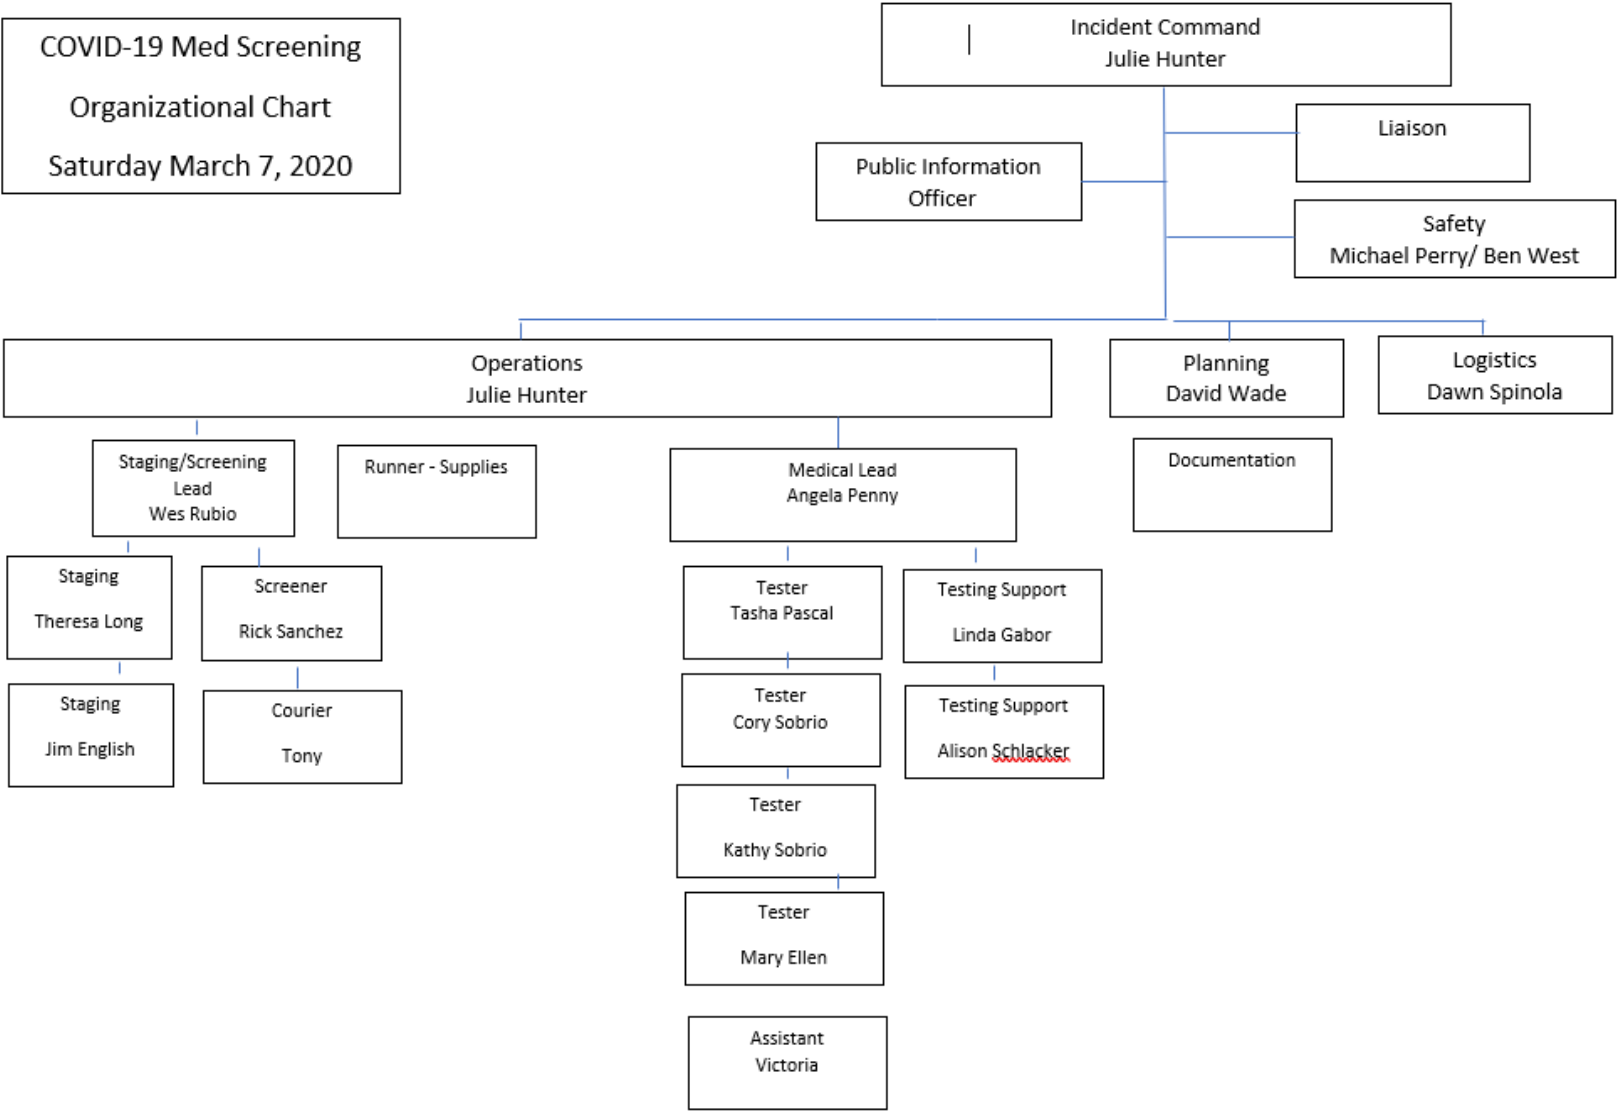 COVID-19 Med Screening
Organizational Chart
Saturday March 7, 2020
Incident Command
Julie Hunter
Liaison
Public Information
Officer
Safety
Michael Perry/ Ben West
Operations
Julie Hunter
Planning
David Wade
Logistics
Dawn Spinola
Staging/Screening
Lead
Wes Rubio
Runner - Supplies
Medical Lead
Angela Penny
Documentation
Staging
Theresa Long
Screener
Rick Sanchez
Tester
Tasha Pascal
Testing Support
Linda Gabor
Staging
Jim English
Courier
Tony
Tester
Cory Sobrio
Testing Support
Alison Schlacker
Tester
Kathy Sobrio
Tester
Mary Ellen
Assistant
Victoria